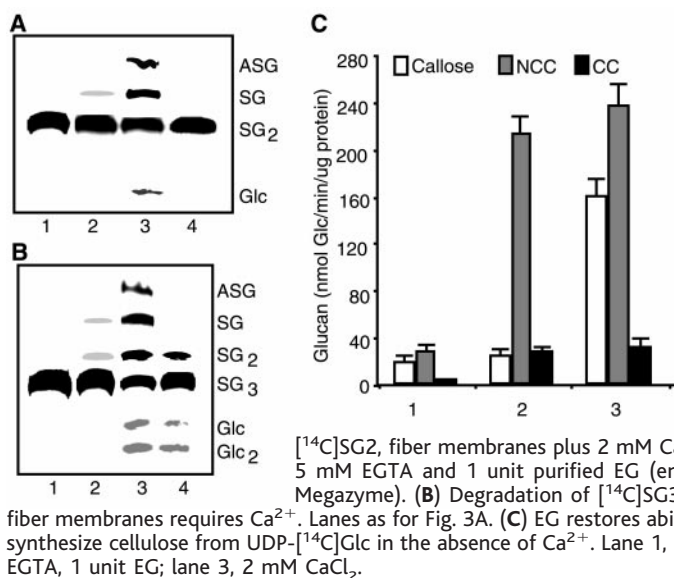 A
ASG
SG
SG2
Glc
1 2 3 4
B
ASG
SG
SG2
SG3
Glc
Glc2
1 2 3 4
C
280
240
200
160
120
80
40
0
Glucan (nmol Glc/min/ug protein)
Callose NCC CC
1 2 3
[¹⁴C]SG2, fiber membranes plus 2 mM Ca
5 mM EGTA and 1 unit purified EG (en
Megazyme). (B) Degradation of [¹⁴C]SG3
fiber membranes requires Ca²⁺. Lanes as for Fig. 3A. (C) EG restores abi
synthesize cellulose from UDP-[¹⁴C]Glc in the absence of Ca²⁺. Lane 1,
EGTA, 1 unit EG; lane 3, 2 mM CaCl₂.